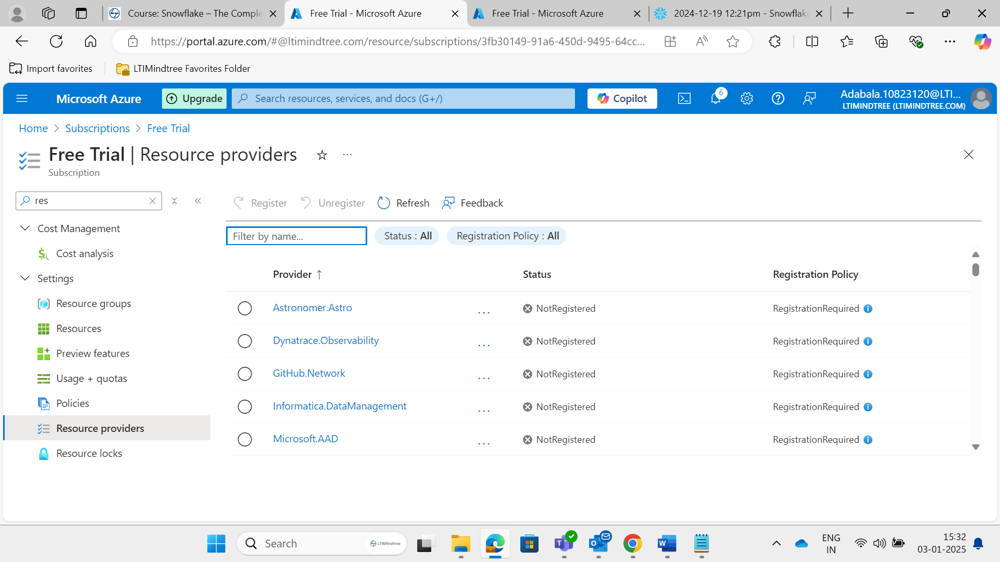 Course: Snowflake – The Comple
Free Trial - Microsoft Azure
Free Trial - Microsoft Azure
2024-12-19 12:21pm - Snowflake
https://portal.azure.com/#@ltimindtree.com/resource/subscriptions/3fb30149-91a6-450d-9495-64cc...
Import favorites
LTIMindtree Favorites Folder
Microsoft Azure
Upgrade
Search resources, services, and docs (G+/)
Copilot
6
Adabala.10823120@LTI...
LTIMINDTREE (LTIMINDTREE.COM)
Home > Subscriptions > Free Trial
Free Trial | Resource providers
Subscription
res
Register
Unregister
Refresh
Feedback
Filter by name...
Status : All
Registration Policy : All
Cost Management
Cost analysis
Settings
Resource groups
Resources
Preview features
Usage + quotas
Policies
Resource providers
Resource locks
Provider ↑ Status Registration Policy
Astronomer.Astro ... NotRegistered RegistrationRequired
Dynatrace.Observability ... NotRegistered RegistrationRequired
GitHub.Network ... NotRegistered RegistrationRequired
Informatica.DataManagement ... NotRegistered RegistrationRequired
Microsoft.AAD ... NotRegistered RegistrationRequired
Search
LTIMindtree
ENG
IN
15:32
03-01-2025